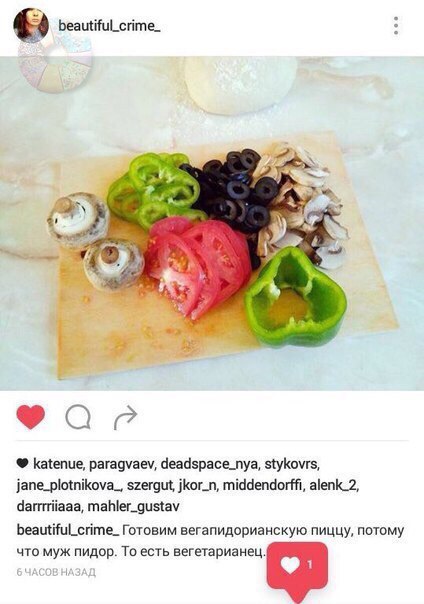 beautiful_crime_
katenue, paragvaev, deadspace_nya, stykovrs,
jane_plotnikova_, szergut, jkor_n, middendorffi, alenk_2,
darrrriiaaa, mahler_gustav
beautiful_crime_ Готовим вегапидорианскую пиццу, потому
что муж пидор. То есть вегетарианец.
1
6 ЧАСОВ НАЗАД